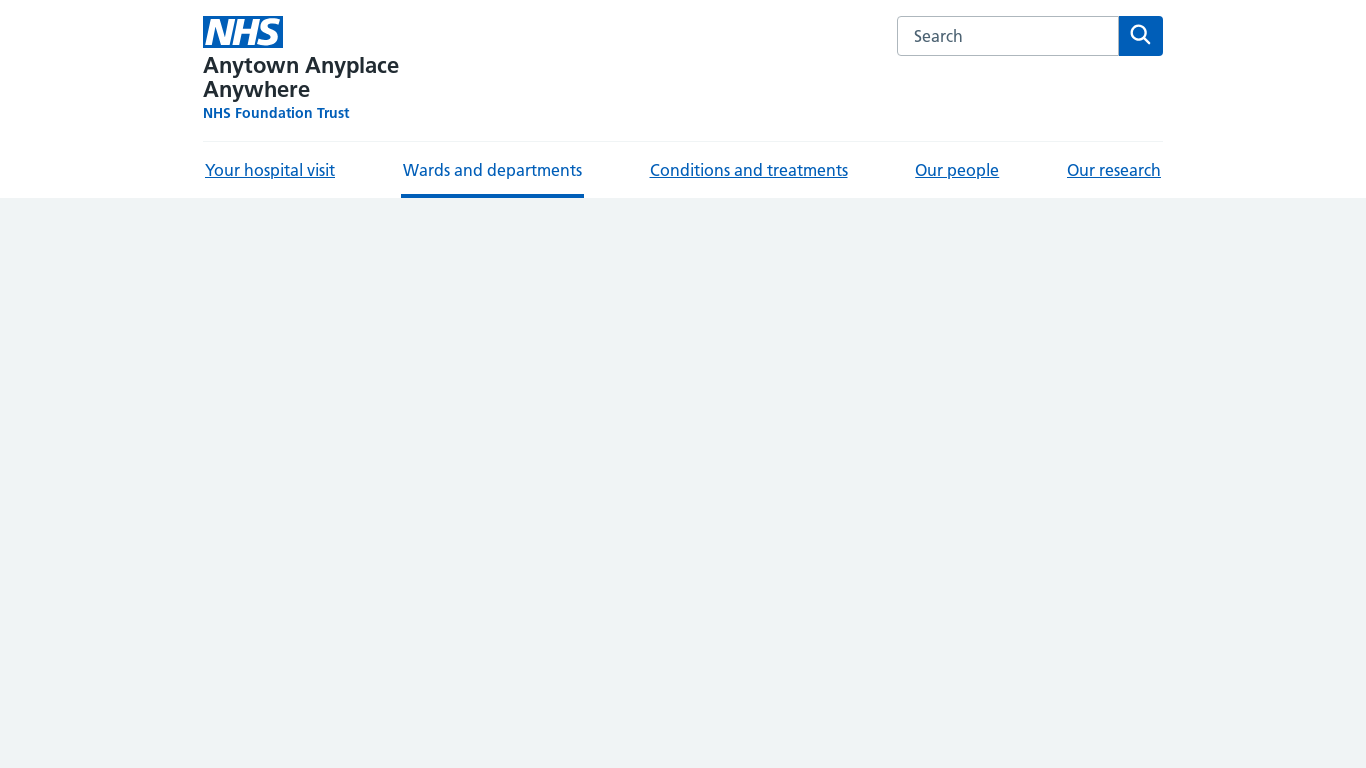 NHS
Search
Anytown Anyplace
Anywhere
NHS Foundation Trust
Your hospital visit
Wards and departments
Conditions and treatments
Our people
Our research